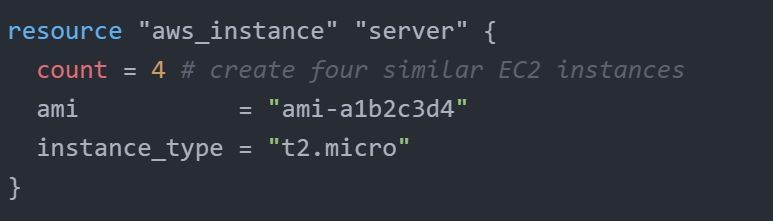 resource "aws_instance" "server" {
  count = 4 # create four similar EC2 instances
  ami           = "ami-a1b2c3d4"
  instance_type = "t2.micro"
}